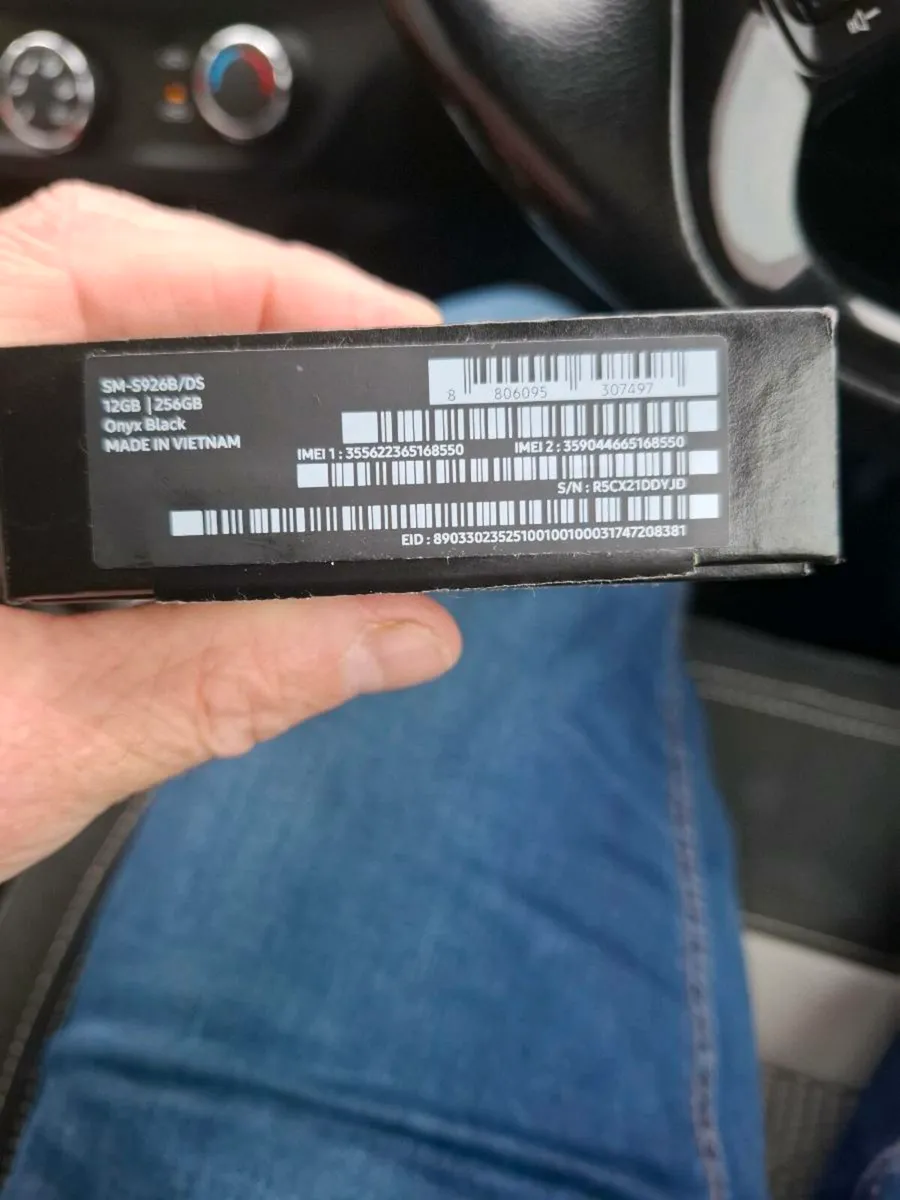 SM-S926B/DS
12GB | 256GB
Onyx Black
MADE IN VIETNAM
8 806095 307497
IMEI 1 : 355622365168550 IMEI 2 : 359044665168550
S/N : R5CX21DDYJD
EID : 89033023525100100100031747208381